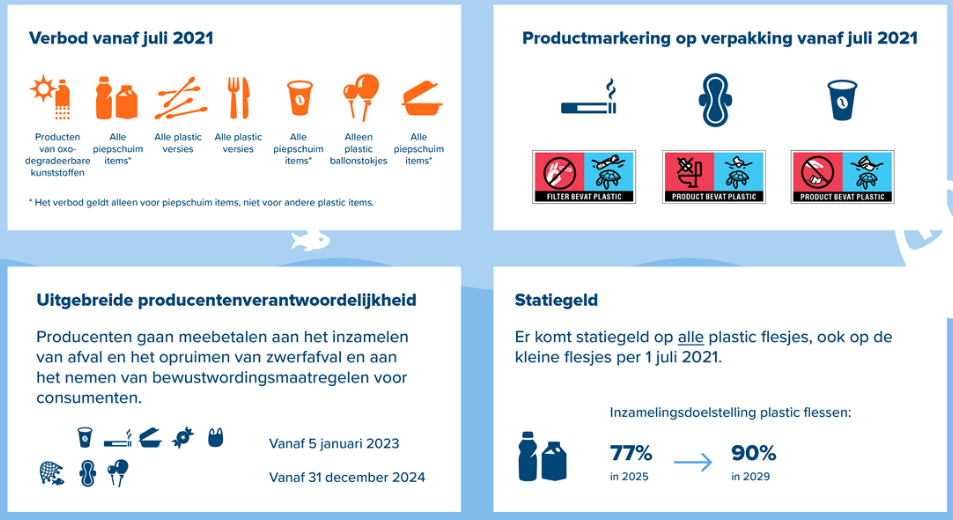 Verbod vanaf juli 2021
Producten
van oxo-
degradeerbare
kunststoffen
Alle
piepschuim
items*
Alle plastic
versies
Alle plastic
versies
Alle
piepschuim
items*
Alleen
plastic
ballonstokjes
Alle
piepschuim
items*
* Het verbod geldt alleen voor piepschuim items, niet voor andere plastic items.
Productmarkering op verpakking vanaf juli 2021
FILTER BEVAT PLASTIC
PRODUCT BEVAT PLASTIC
PRODUCT BEVAT PLASTIC
Uitgebreide producentenverantwoordelijkheid
Producenten gaan meebetalen aan het inzamelen
van afval en het opruimen van zwerfafval en aan
het nemen van bewustwordingsmaatregelen voor
consumenten.
Vanaf 5 januari 2023
Vanaf 31 december 2024
Statiegeld
Er komt statiegeld op alle plastic flesjes, ook op de
kleine flesjes per 1 juli 2021.
Inzamelingsdoelstelling plastic flessen:
77%
in 2025
90%
in 2029